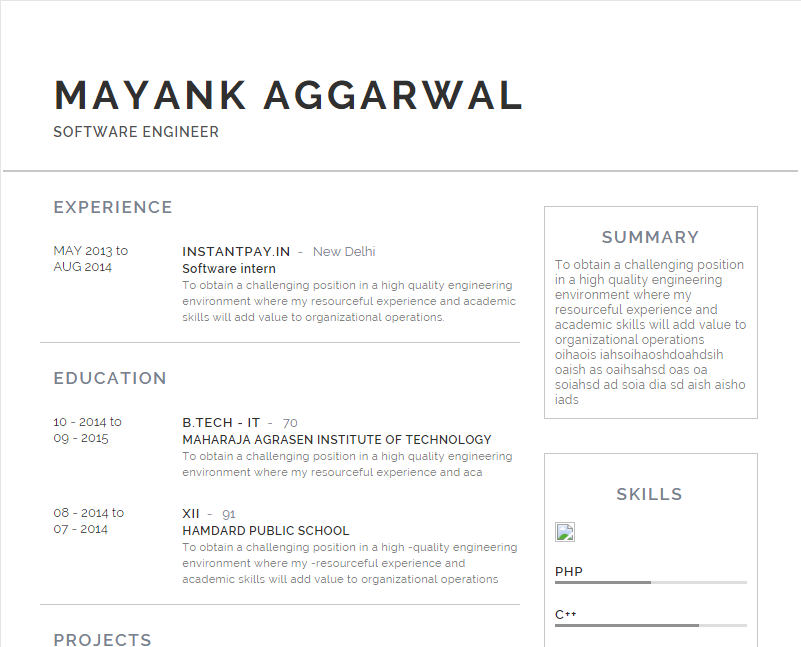 MAYANK AGGARWAL
SOFTWARE ENGINEER
EXPERIENCE
MAY 2013 to
AUG 2014
INSTANTPAY.IN - New Delhi
Software intern
To obtain a challenging position in a high quality engineering
environment where my resourceful experience and academic
skills will add value to organizational operations.
EDUCATION
10 - 2014 to
09 - 2015
B.TECH - IT - 70
MAHARAJA AGRASEN INSTITUTE OF TECHNOLOGY
To obtain a challenging position in a high quality engineering
environment where my resourceful experience and aca
08 - 2014 to
07 - 2014
XII - 91
HAMDARD PUBLIC SCHOOL
To obtain a challenging position in a high -quality engineering
environment where my -resourceful experience and
academic skills will add value to organizational operations
PROJECTS
SUMMARY
To obtain a challenging position
in a high quality engineering
environment where my
resourceful experience and
academic skills will add value to
organizational operations
oihaois iahsoihaoshdoahdsih
oaish as oaihsahsd oas oa
soiahsd ad soia dia sd aish aisho
iads
SKILLS
PHP
C++